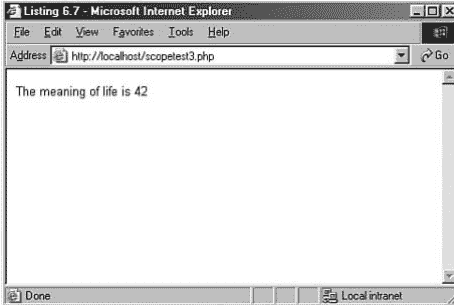 Listing 6.7 - Microsoft Internet Explorer
File Edit View Favorites Tools Help
Address http://localhost/scopetest3.php Go
The meaning of life is 42
Done Local intranet